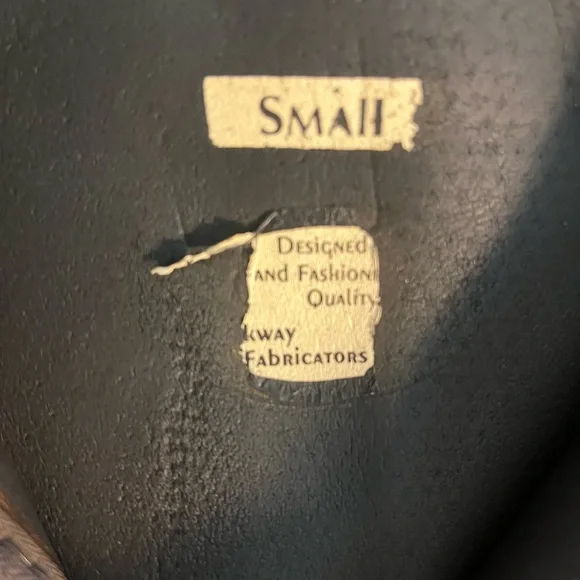 Small
Designed
and Fashion
Quality
kway
Fabricators